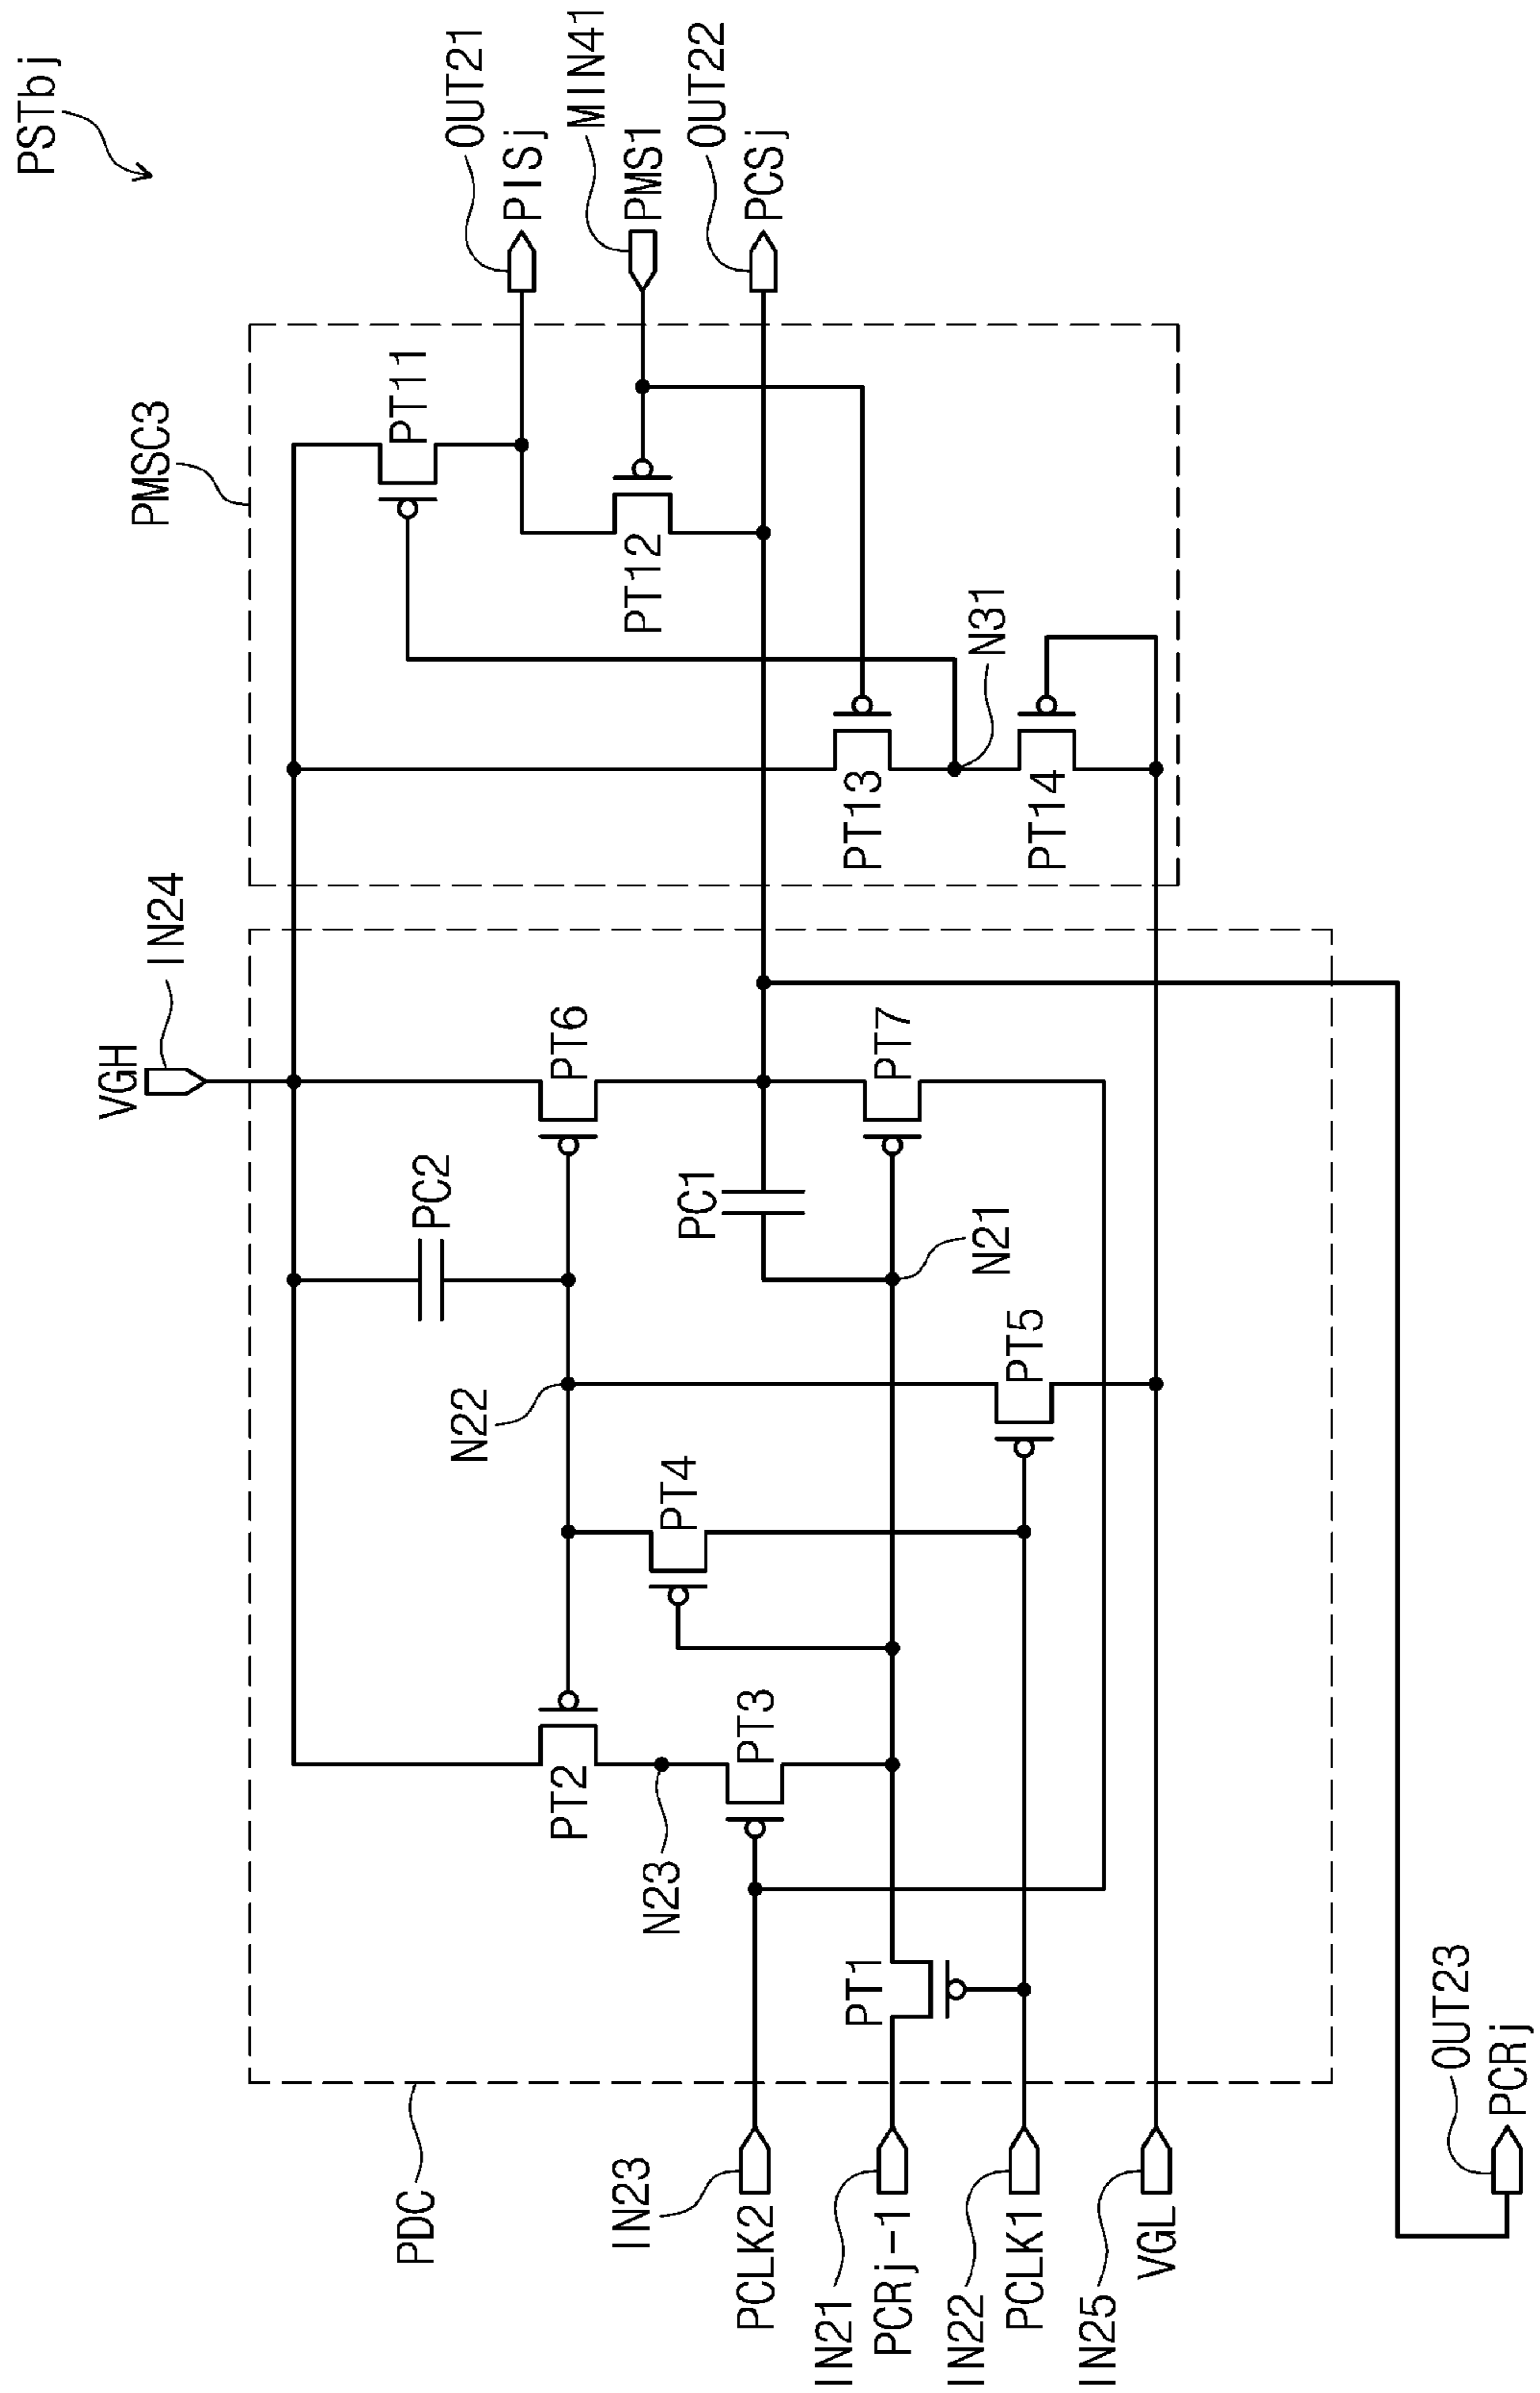 PSTbj
PMSC3
OUT21
PISj
MIN41
PMS1
OUT22
PCSj
PT11
PT12
N31
PT13
PT14
IN24
VGH
PT6
PT7
PC2
PC1
N21
N22
PT5
PT4
PT2
PT3
N23
PT1
PDC
IN23
PCLK2
IN21
PCRj-1
IN22
PCLK1
IN25
VGL
OUT23
PCRj